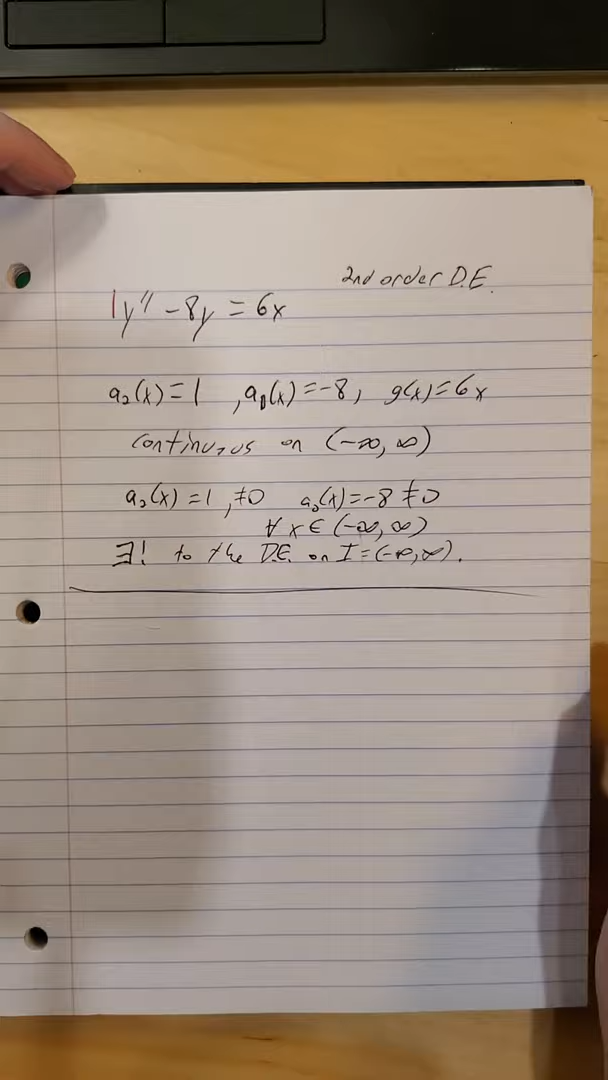 2nd order D.E.
1y'' - 8y = 6x
a₂(x) = 1 , a₀(x) = -8, g(x) = 6x
continuous on (-∞, ∞)
a₂(x) = 1, ≠0 a₀(x) = -8 ≠0
∀ x ∈ (-∞, ∞)
∃! to the D.E. on I = (-∞, ∞).